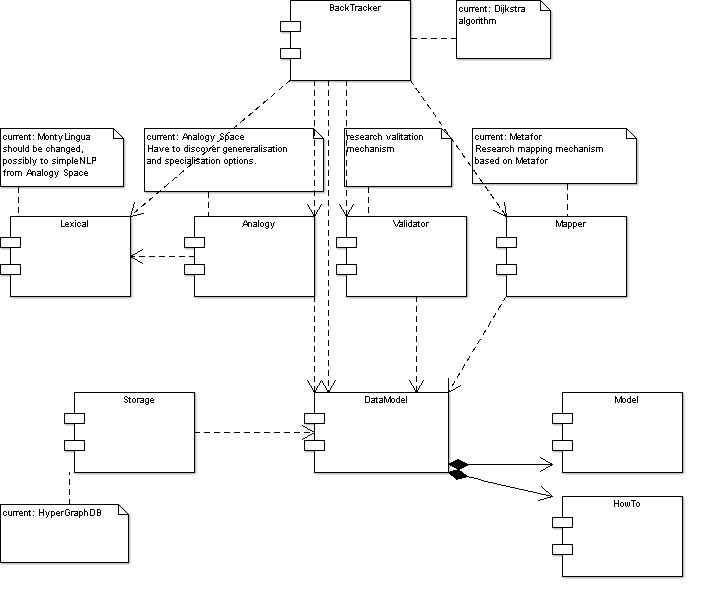 BackTracker
current: Dijkstra
algorithm
current: MontyLingua
should be changed,
possibly to simpleNLP
from Analogy Space
current: Analogy Space
Have to discover genereralisation
and specialisation options.
research valitation
mechanism
current: Metafor
Research mapping mechanism
based on Metafor
Lexical
Analogy
Validator
Mapper
Storage
DataModel
Model
HowTo
current: HyperGraphDB